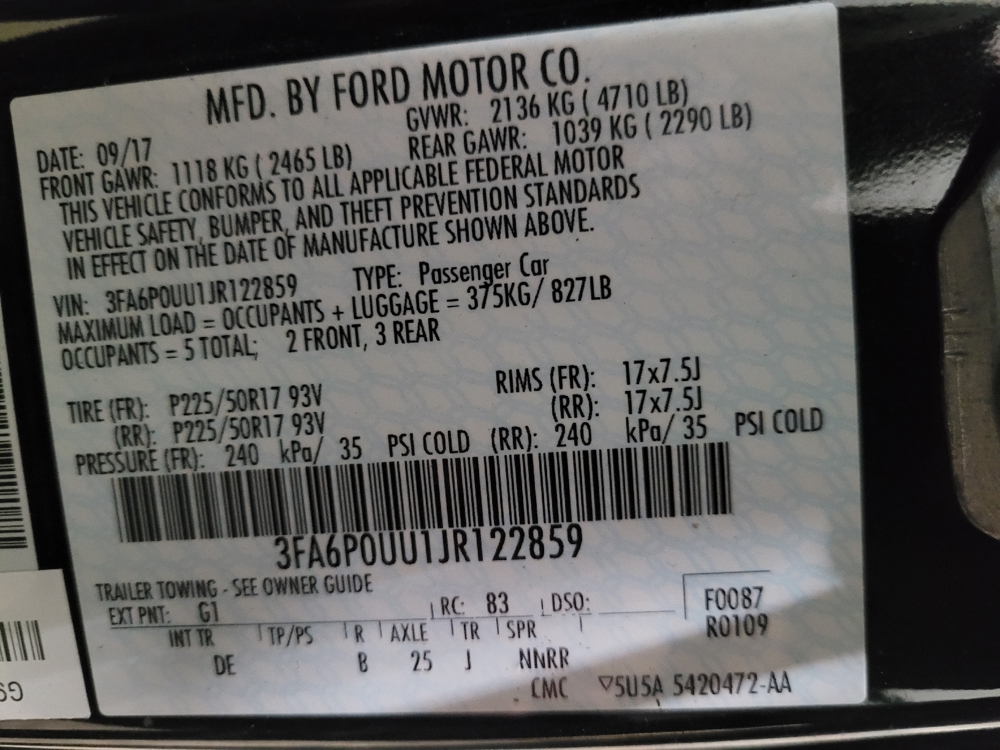 MFD. BY FORD MOTOR CO.
DATE: 09/17 GVWR: 2136 KG ( 4710 LB)
FRONT GAWR: 1118 KG ( 2465 LB) REAR GAWR: 1039 KG ( 2290 LB)
THIS VEHICLE CONFORMS TO ALL APPLICABLE FEDERAL MOTOR
VEHICLE SAFETY, BUMPER, AND THEFT PREVENTION STANDARDS
IN EFFECT ON THE DATE OF MANUFACTURE SHOWN ABOVE.
VIN: 3FA6P0UU1JR122859 TYPE: Passenger Car
MAXIMUM LOAD = OCCUPANTS + LUGGAGE = 375KG/ 827LB
OCCUPANTS = 5 TOTAL; 2 FRONT, 3 REAR
TIRE (FR): P225/50R17 93V RIMS (FR): 17x7.5J
(RR): P225/50R17 93V (RR): 17x7.5J
PRESSURE (FR): 240 kPa/ 35 PSI COLD (RR): 240 kPa/ 35 PSI COLD
3FA6P0UU1JR122859
TRAILER TOWING - SEE OWNER GUIDE
EXT PNT: G1 RC: 83 DSO: F0087
R0109
INT TR TP/PS R AXLE TR SPR
DE B 25 J NNRR
CMC ▽5U5A 5420472-AA